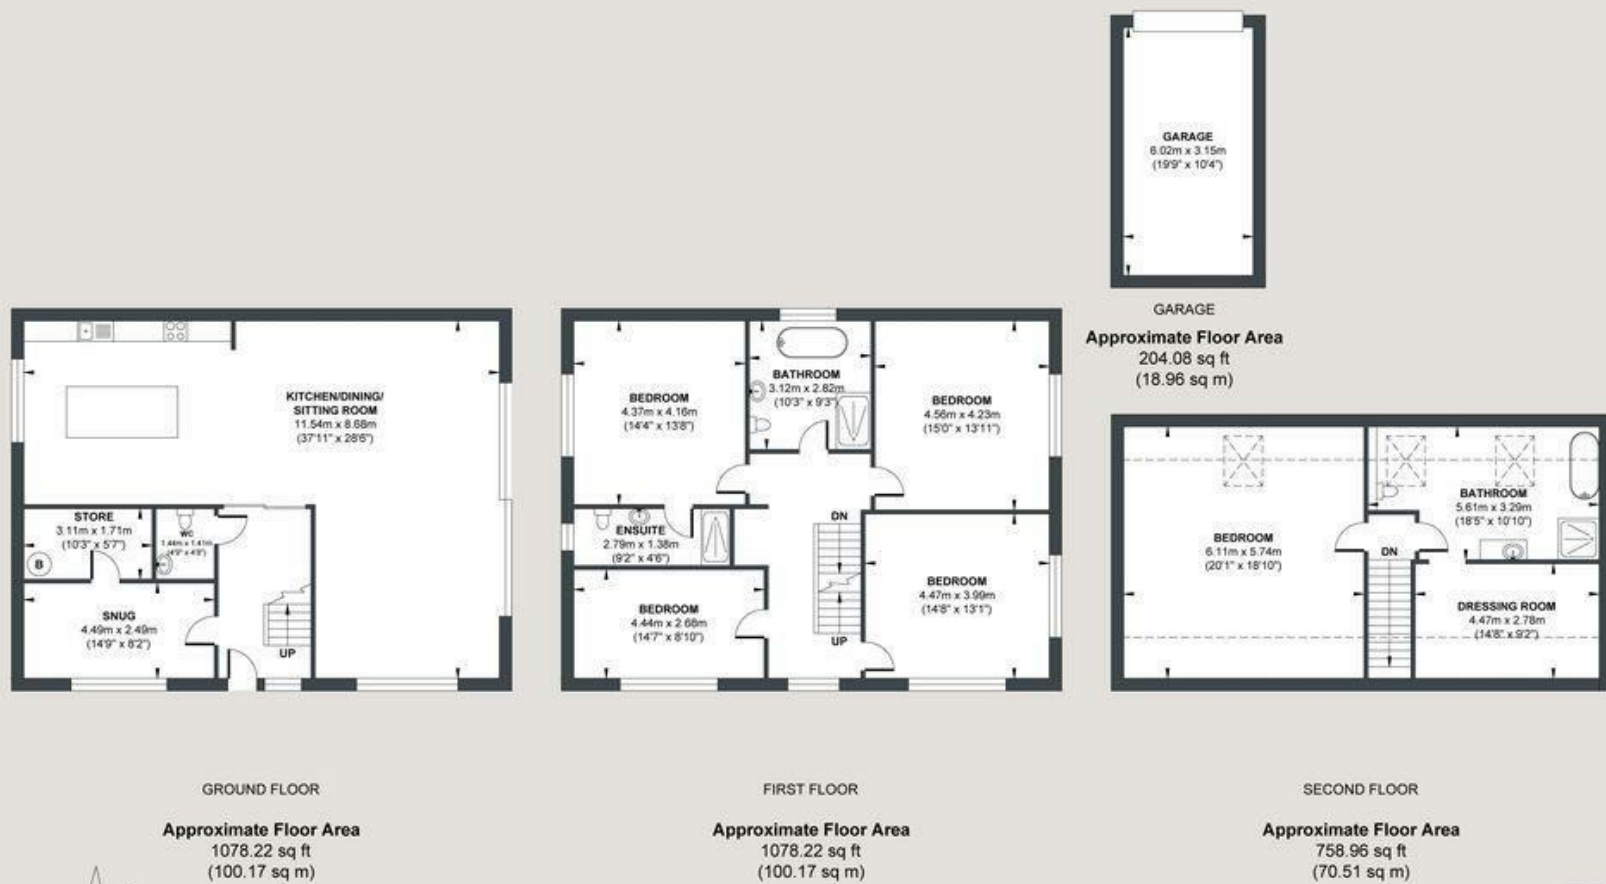 GARAGE
6.02m x 3.15m
(19'9" x 10'4")
GARAGE
Approximate Floor Area
204.08 sq ft
(18.96 sq m)
KITCHEN/DINING/
SITTING ROOM
11.54m x 8.68m
(37'11" x 28'6")
STORE
3.11m x 1.71m
(10'3" x 5'7")
WC
1.44m x 1.41m
(4'9" x 4'8")
B
SNUG
4.49m x 2.49m
(14'9" x 8'2")
UP
GROUND FLOOR
Approximate Floor Area
1078.22 sq ft
(100.17 sq m)
BEDROOM
4.37m x 4.16m
(14'4" x 13'8")
BATHROOM
3.12m x 2.82m
(10'3" x 9'3")
BEDROOM
4.56m x 4.23m
(15'0" x 13'11")
ENSUITE
2.79m x 1.38m
(9'2" x 4'6")
DN
UP
BEDROOM
4.44m x 2.68m
(14'7" x 8'10")
BEDROOM
4.47m x 3.99m
(14'8" x 13'1")
FIRST FLOOR
Approximate Floor Area
1078.22 sq ft
(100.17 sq m)
BEDROOM
6.11m x 5.74m
(20'1" x 18'10")
BATHROOM
5.61m x 3.29m
(18'5" x 10'10")
DN
DRESSING ROOM
4.47m x 2.78m
(14'8" x 9'2")
SECOND FLOOR
Approximate Floor Area
758.96 sq ft
(70.51 sq m)